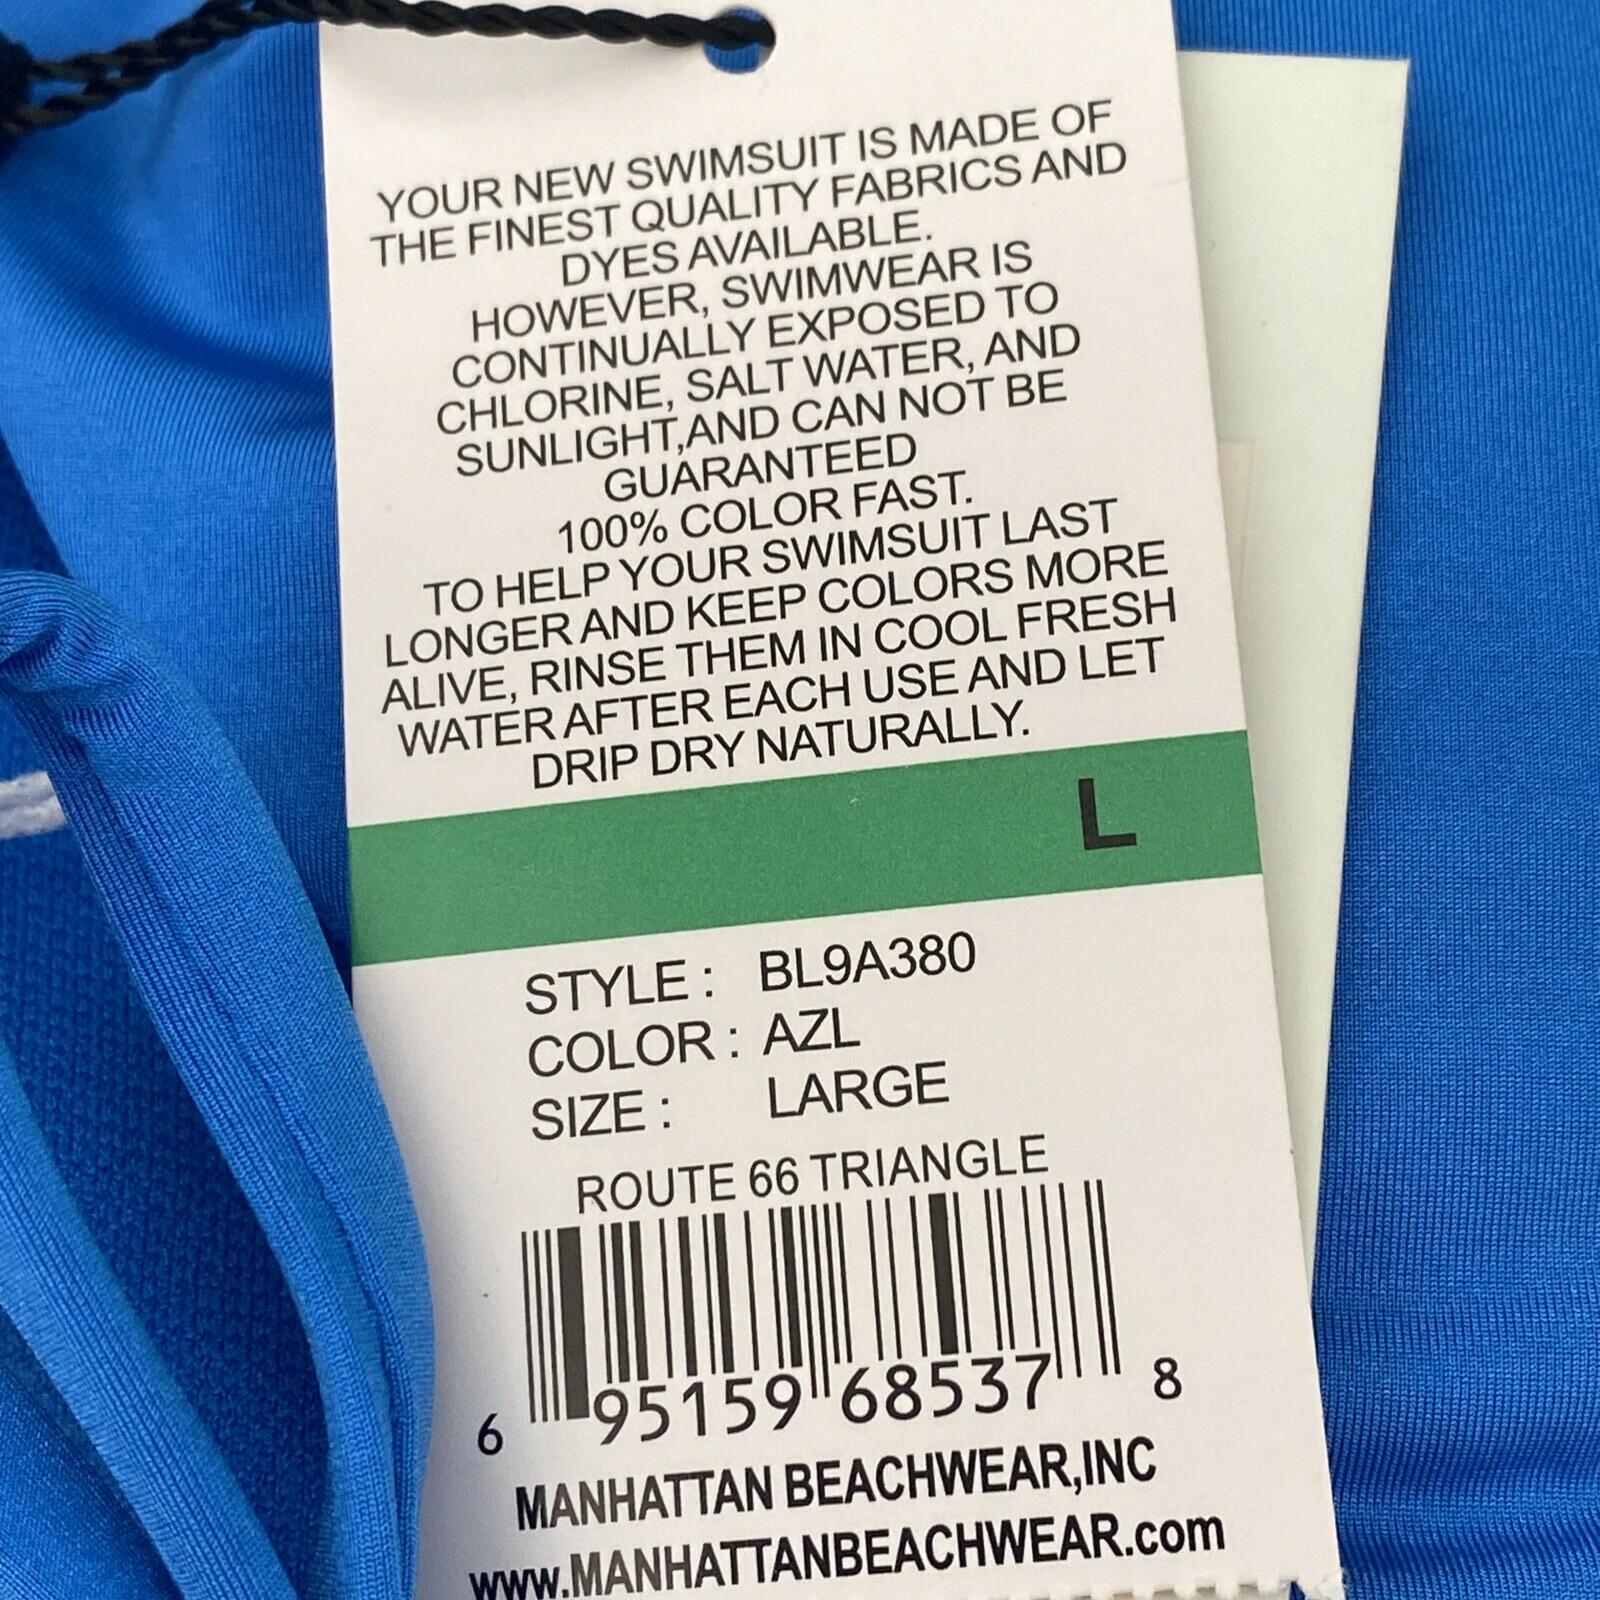 YOUR NEW SWIMSUIT IS MADE OF
THE FINEST QUALITY FABRICS AND
DYES AVAILABLE.
HOWEVER, SWIMWEAR IS
CONTINUALLY EXPOSED TO
CHLORINE, SALT WATER, AND
SUNLIGHT,AND CAN NOT BE
GUARANTEED
100% COLOR FAST.
TO HELP YOUR SWIMSUIT LAST
LONGER AND KEEP COLORS MORE
ALIVE, RINSE THEM IN COOL FRESH
WATER AFTER EACH USE AND LET
DRIP DRY NATURALLY.
L
STYLE : BL9A380
COLOR : AZL
SIZE : LARGE
ROUTE 66 TRIANGLE
6 95159 68537 8
MANHATTAN BEACHWEAR,INC
www.MANHATTANBEACHWEAR.com